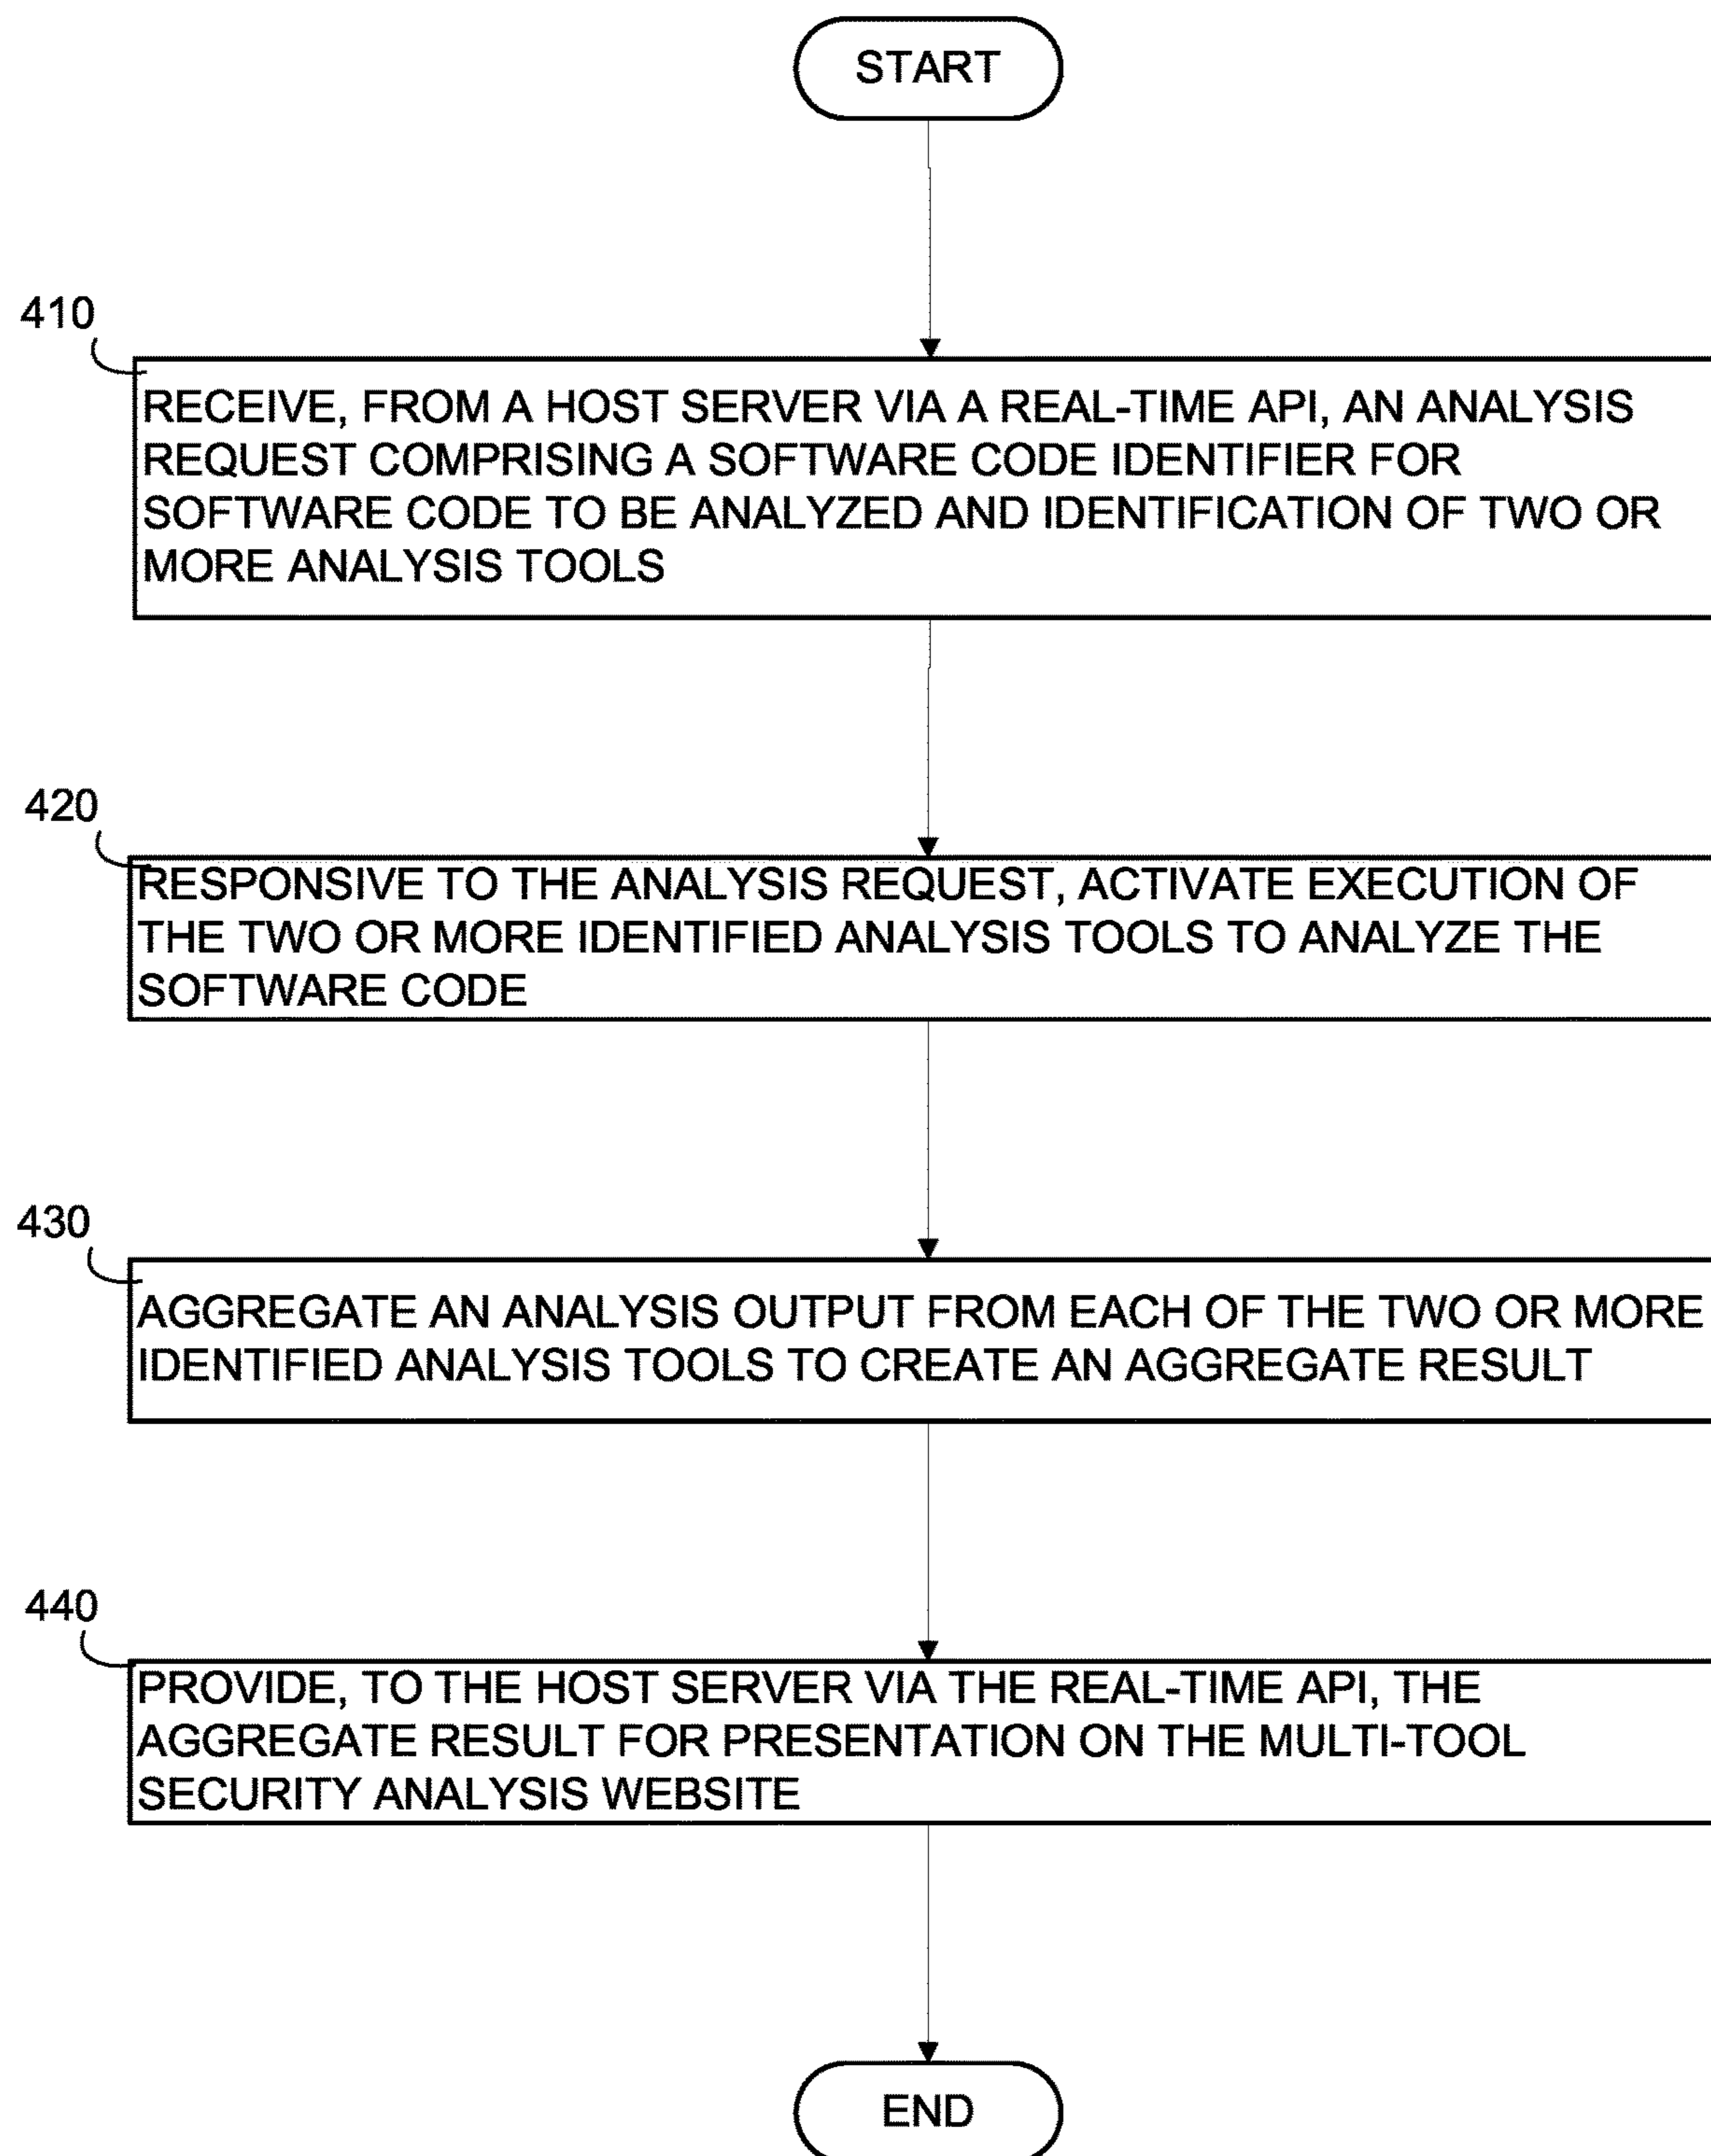 START
410
RECEIVE, FROM A HOST SERVER VIA A REAL-TIME API, AN ANALYSIS
REQUEST COMPRISING A SOFTWARE CODE IDENTIFIER FOR
SOFTWARE CODE TO BE ANALYZED AND IDENTIFICATION OF TWO OR
MORE ANALYSIS TOOLS
420
RESPONSIVE TO THE ANALYSIS REQUEST, ACTIVATE EXECUTION OF
THE TWO OR MORE IDENTIFIED ANALYSIS TOOLS TO ANALYZE THE
SOFTWARE CODE
430
AGGREGATE AN ANALYSIS OUTPUT FROM EACH OF THE TWO OR MORE
IDENTIFIED ANALYSIS TOOLS TO CREATE AN AGGREGATE RESULT
440
PROVIDE, TO THE HOST SERVER VIA THE REAL-TIME API, THE
AGGREGATE RESULT FOR PRESENTATION ON THE MULTI-TOOL
SECURITY ANALYSIS WEBSITE
END